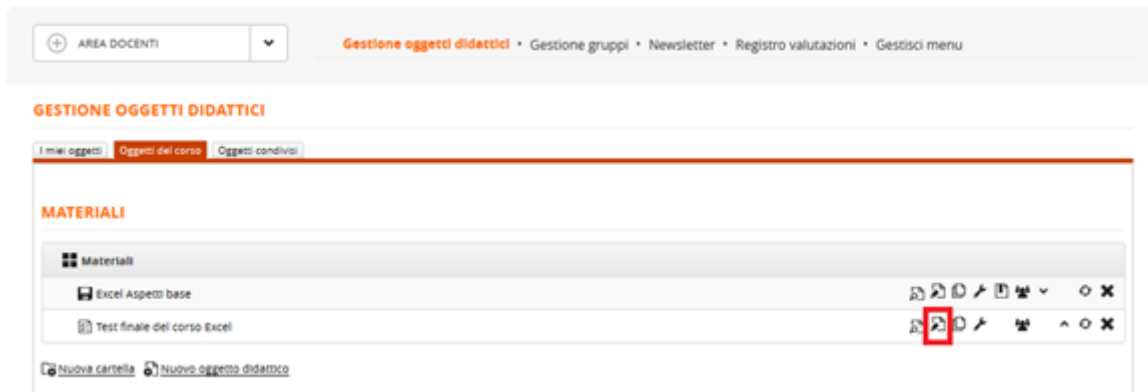 AREA DOCENTI
Gestione oggetti didattici • Gestione gruppi • Newsletter • Registro valutazioni • Gestisci menu
GESTIONE OGGETTI DIDATTICI
I miei oggetti Oggetti del corso Oggetti condivisi
MATERIALI
Materiali
Excel Aspetti base
Test finale del corso Excel
Nuova cartella Nuovo oggetto didattico